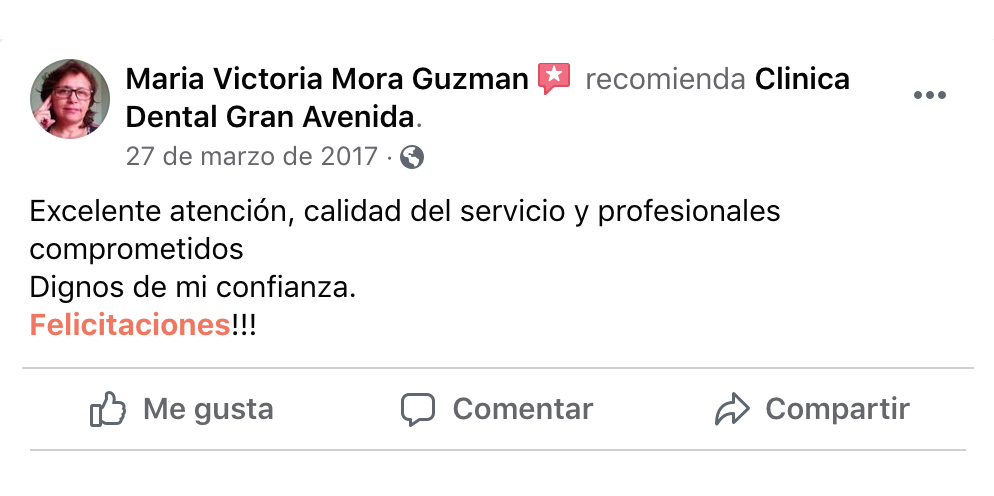 Maria Victoria Mora Guzman recomienda Clinica
Dental Gran Avenida.
27 de marzo de 2017 ·
Excelente atención, calidad del servicio y profesionales
comprometidos
Dignos de mi confianza.
Felicitaciones!!!
Me gusta Comentar Compartir